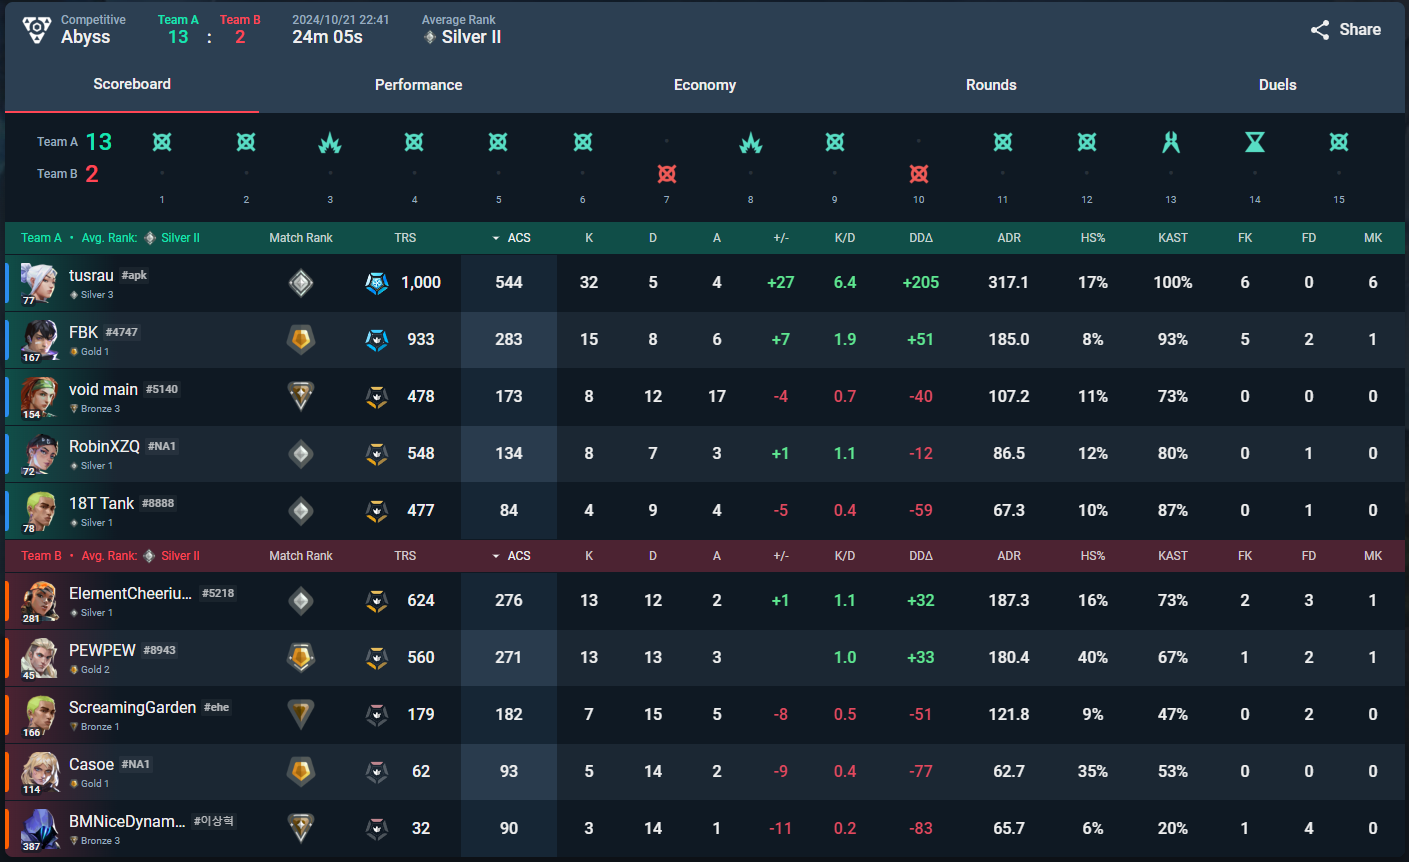 Competitive Team A Team B 2024/10/21 22:41 Average Rank
Abyss 13 : 2 24m 05s Silver II Share
Scoreboard Performance Economy Rounds Duels
Team A 13
Team B 2
1 2 3 4 5 6 7 8 9 10 11 12 13 14 15
Team A • Avg. Rank: Silver II Match Rank TRS ACS K D A +/- K/D DDΔ ADR HS% KAST FK FD MK
tusrau #apk
77 Silver 3 1,000 544 32 5 4 +27 6.4 +205 317.1 17% 100% 6 0 6
FBK #4747
167 Gold 1 933 283 15 8 6 +7 1.9 +51 185.0 8% 93% 5 2 1
void main #5140
154 Bronze 3 478 173 8 12 17 -4 0.7 -40 107.2 11% 73% 0 0 0
RobinXZQ #NA1
72 Silver 1 548 134 8 7 3 +1 1.1 -12 86.5 12% 80% 0 1 0
18T Tank #8888
78 Silver 1 477 84 4 9 4 -5 0.4 -59 67.3 10% 87% 0 1 0
Team B • Avg. Rank: Silver II Match Rank TRS ACS K D A +/- K/D DDΔ ADR HS% KAST FK FD MK
ElementCheeriu... #5218
281 Silver 1 624 276 13 12 2 +1 1.1 +32 187.3 16% 73% 2 3 1
PEWPEW #8943
45 Gold 2 560 271 13 13 3 1.0 +33 180.4 40% 67% 1 2 1
ScreamingGarden #ehe
166 Bronze 1 179 182 7 15 5 -8 0.5 -51 121.8 9% 47% 0 2 0
Casoe #NA1
114 Gold 1 62 93 5 14 2 -9 0.4 -77 62.7 35% 53% 0 0 0
BMNiceDynam... #이상혁
387 Bronze 3 32 90 3 14 1 -11 0.2 -83 65.7 6% 20% 1 4 0